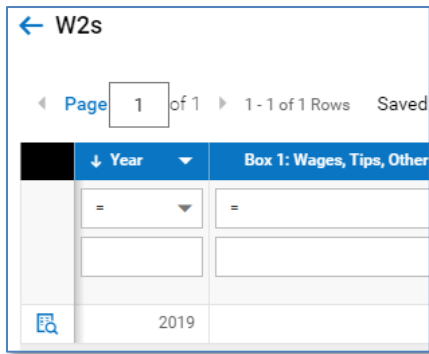 ← W2s
Page 1 of 1 1 - 1 of 1 Rows Saved
↓ Year Box 1: Wages, Tips, Other
= =
2019